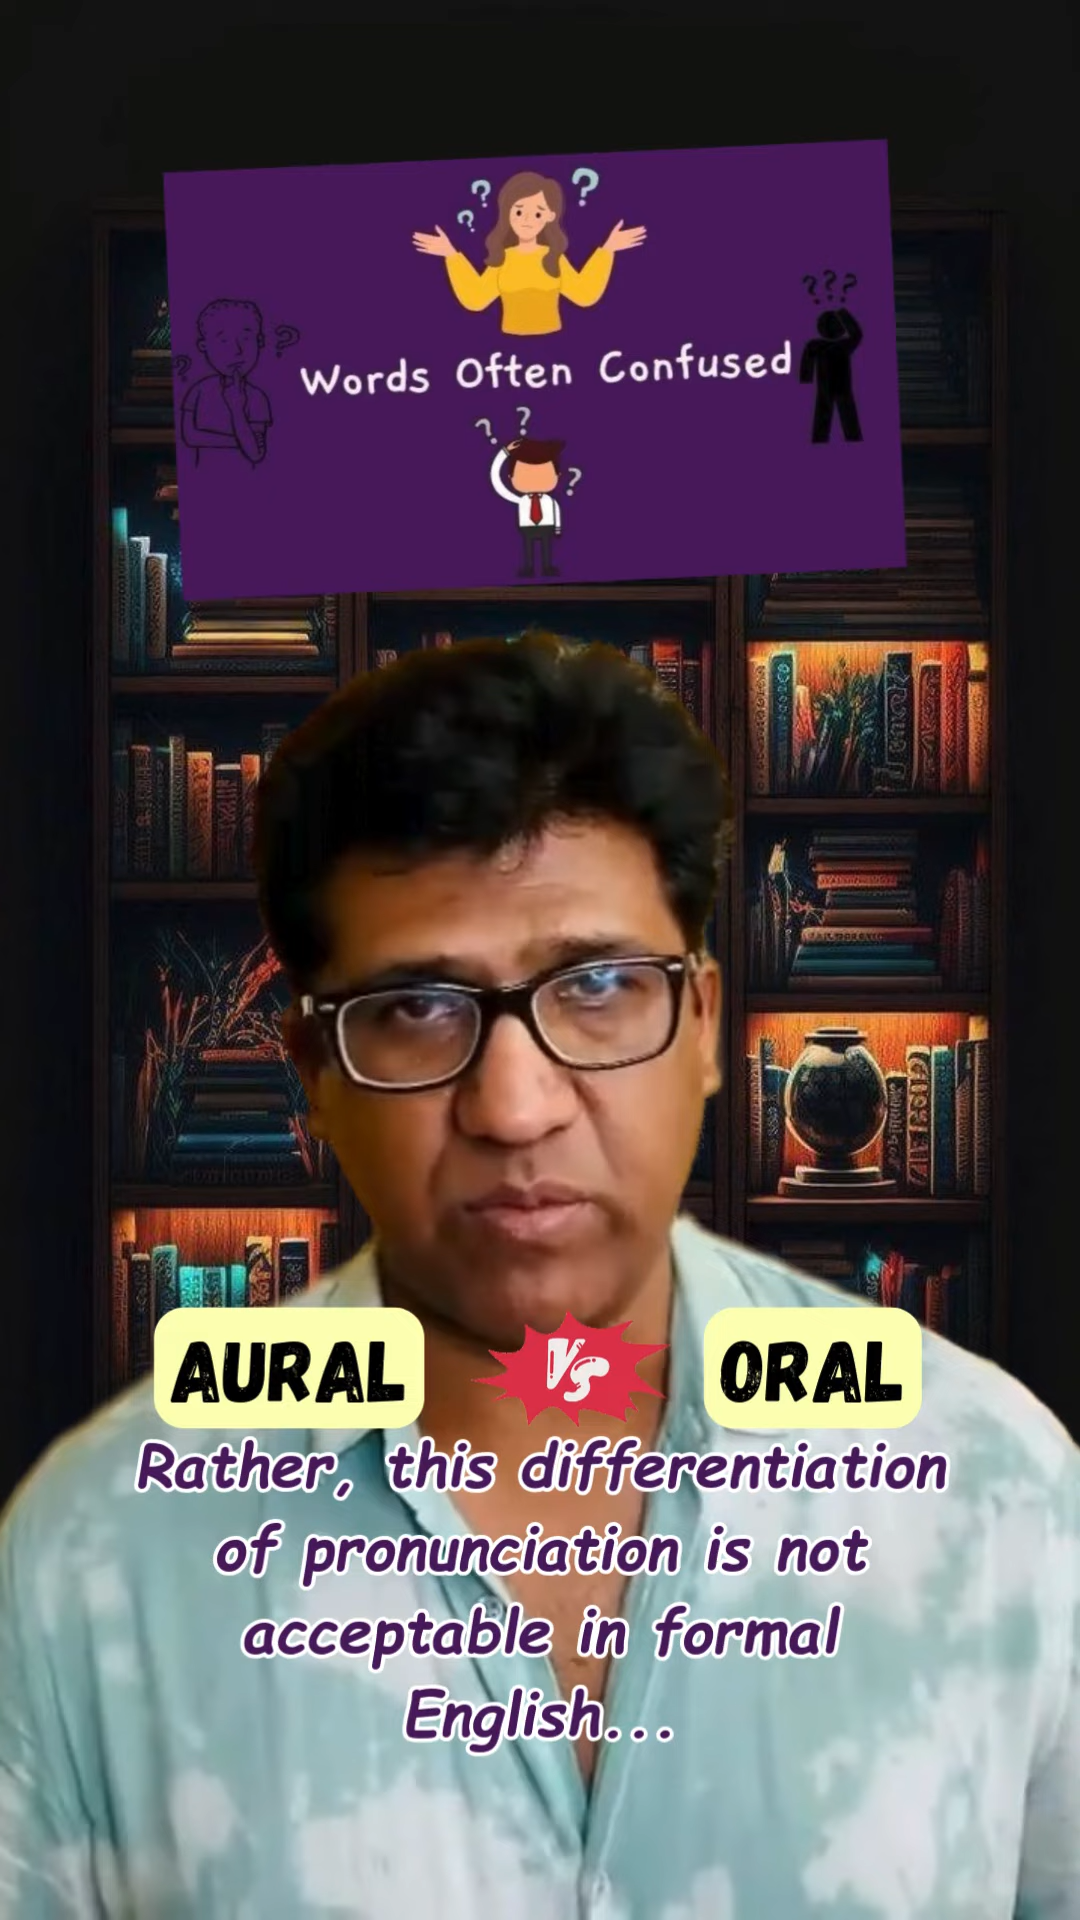 Words Often Confused
AURAL Vs ORAL
Rather, this differentiation
of pronunciation is not
acceptable in formal
English...